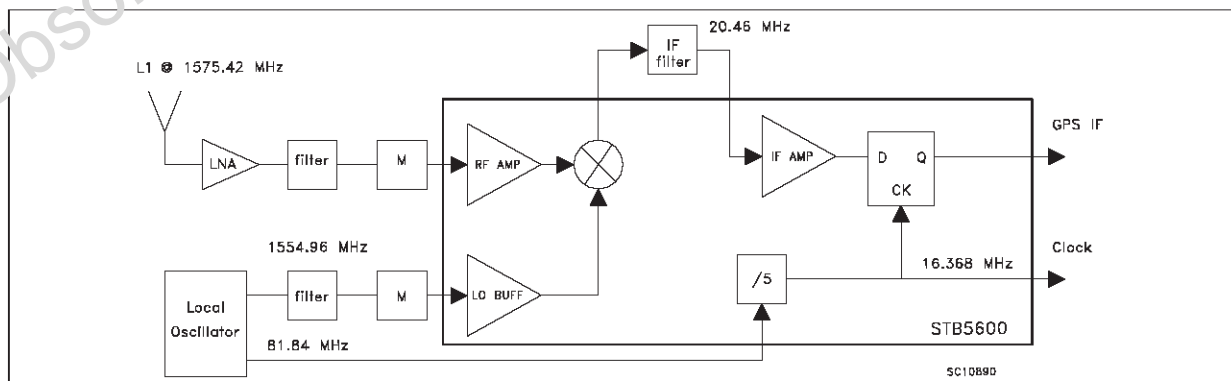 Obsol
20.46 MHz
IF
filter
L1 @ 1575.42 MHz
GPS IF
LNA
filter
M
RF AMP
IF AMP
D Q
CK
1554.96 MHz
Clock
filter
M
LO BUFF
/5
16.368 MHz
Local
Oscillator
STB5600
81.84 MHz
SC10890